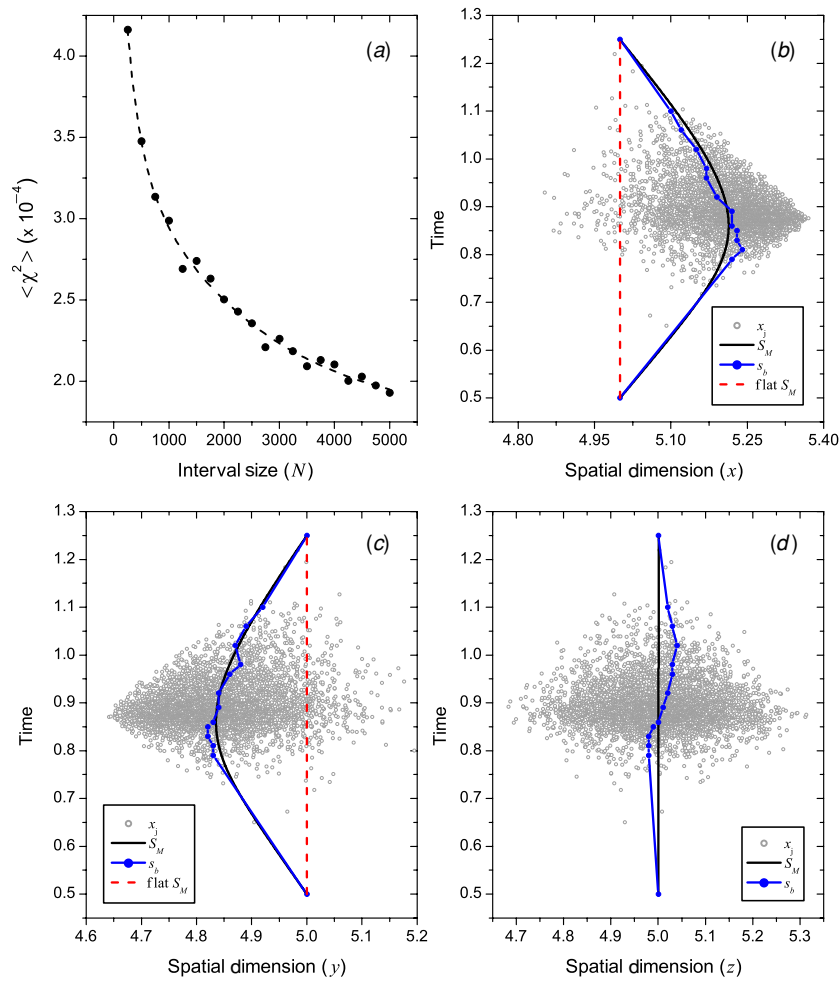 (a)
4.0
3.5
3.0
2.5
2.0
<χ²> (x 10⁻⁴)
0 1000 2000 3000 4000 5000
Interval size (N)
(b)
1.3
1.2
1.1
1.0
0.9
0.8
0.7
0.6
0.5
Time
x_j
S_M
s_b
flat S_M
4.80 4.95 5.10 5.25 5.40
Spatial dimension (x)
(c)
1.3
1.2
1.1
1.0
0.9
0.8
0.7
0.6
0.5
Time
x_j
S_M
s_b
flat S_M
4.6 4.7 4.8 4.9 5.0 5.1 5.2
Spatial dimension (y)
(d)
1.3
1.2
1.1
1.0
0.9
0.8
0.7
0.6
0.5
Time
x_j
S_M
s_b
4.7 4.8 4.9 5.0 5.1 5.2 5.3
Spatial dimension (z)